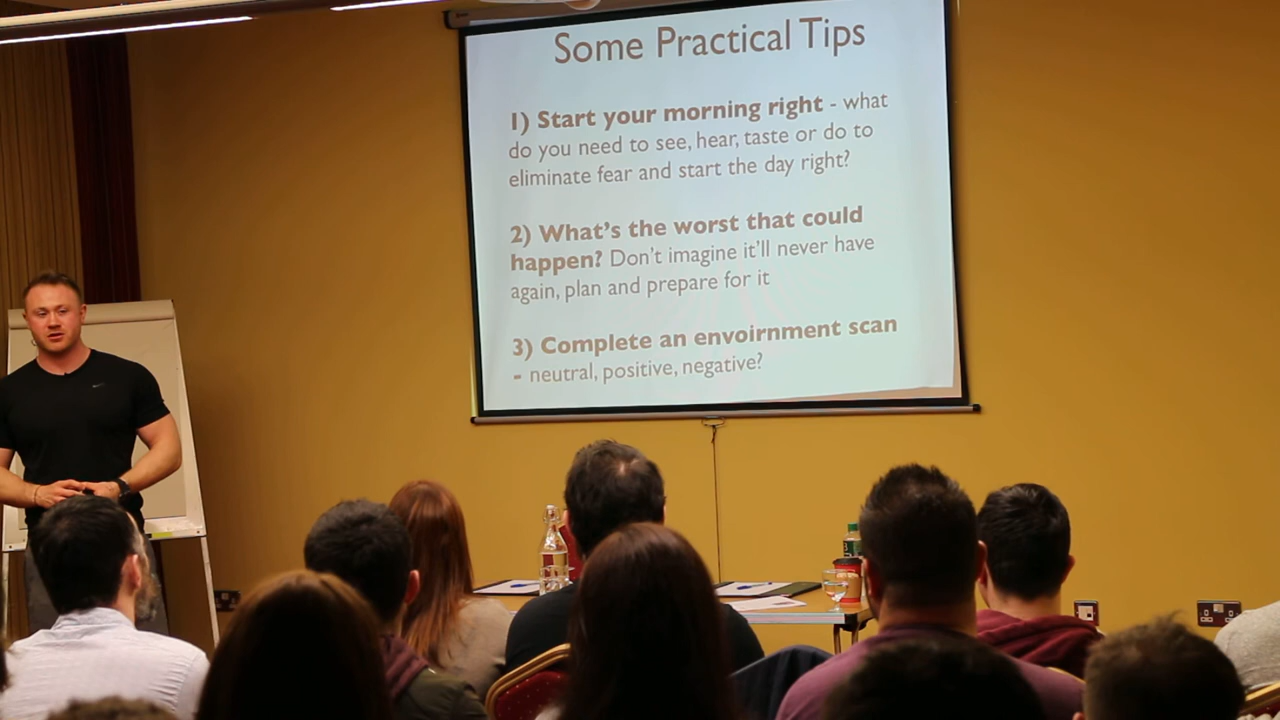 Some Practical Tips
1) Start your morning right - what
do you need to see, hear, taste or do to
eliminate fear and start the day right?
2) What's the worst that could
happen? Don't imagine it'll never have
again, plan and prepare for it
3) Complete an envoirnment scan
- neutral, positive, negative?